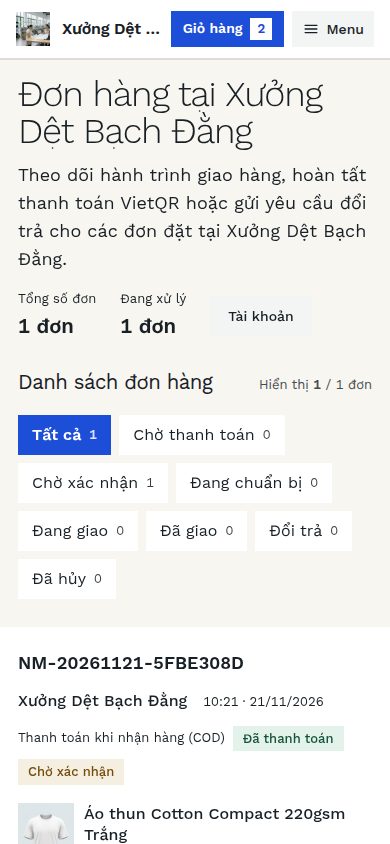 Xưởng Dệt ...
Giỏ hàng 2
Menu
Đơn hàng tại Xưởng
Dệt Bạch Đằng
Theo dõi hành trình giao hàng, hoàn tất
thanh toán VietQR hoặc gửi yêu cầu đổi
trả cho các đơn đặt tại Xưởng Dệt Bạch
Đằng.
Tổng số đơn
1 đơn
Đang xử lý
1 đơn
Tài khoản
Danh sách đơn hàng
Hiển thị 1 / 1 đơn
Tất cả 1
Chờ thanh toán 0
Chờ xác nhận 1
Đang chuẩn bị 0
Đang giao 0
Đã giao 0
Đổi trả 0
Đã hủy 0
NM-20261121-5FBE308D
Xưởng Dệt Bạch Đằng 10:21 · 21/11/2026
Thanh toán khi nhận hàng (COD) Đã thanh toán
Chờ xác nhận
Áo thun Cotton Compact 220gsm
Trắng